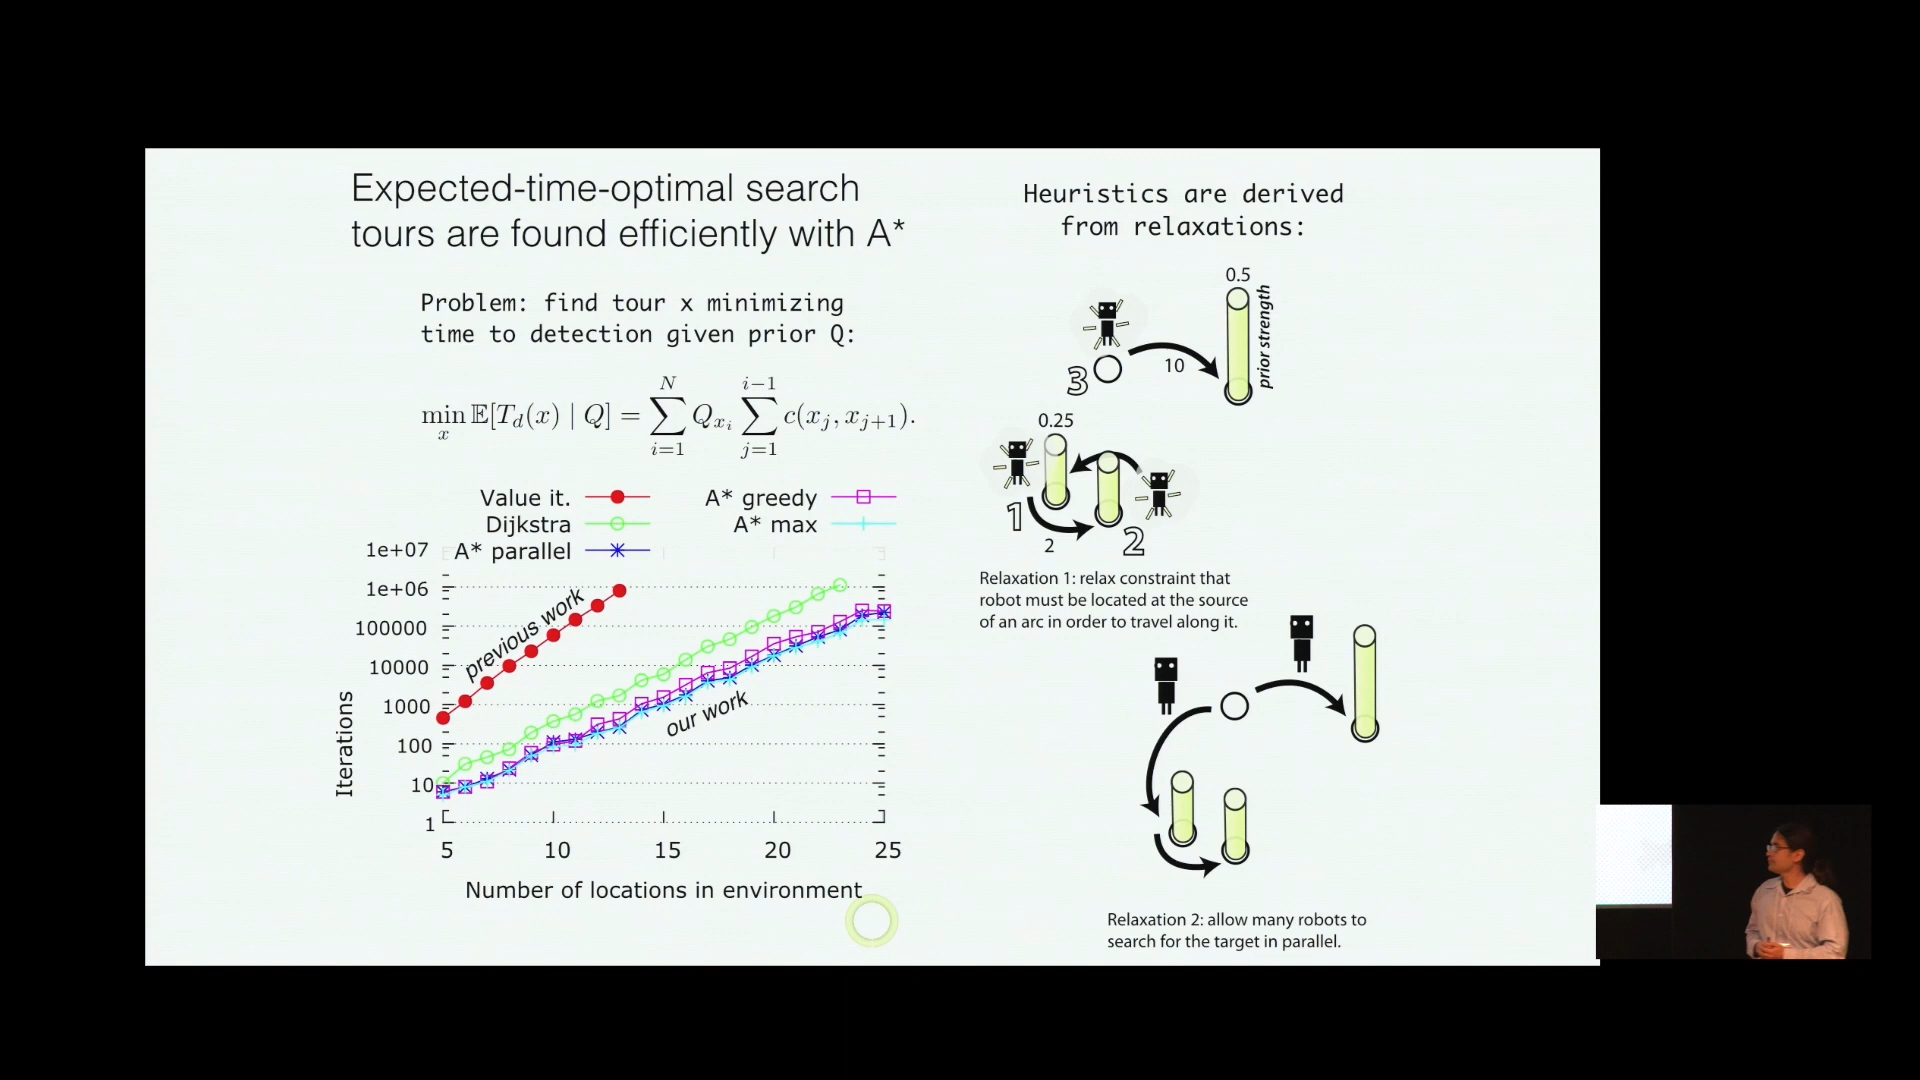 Expected-time-optimal search
tours are found efficiently with A*
Problem: find tour x minimizing
time to detection given prior Q:
min_x 𝔼[T_d(x) | Q] = ∑_{i=1}^{N} Q_{x_i} ∑_{j=1}^{i−1} c(x_j, x_{j+1}).
Value it.
Dijkstra
A* parallel
A* greedy
A* max
1e+07
1e+06
100000
10000
1000
100
10
1
Iterations
previous work
our work
5 10 15 20 25
Number of locations in environment
Heuristics are derived
from relaxations:
0.5
prior strength
10
3
0.25
1
2
2
Relaxation 1: relax constraint that
robot must be located at the source
of an arc in order to travel along it.
Relaxation 2: allow many robots to
search for the target in parallel.